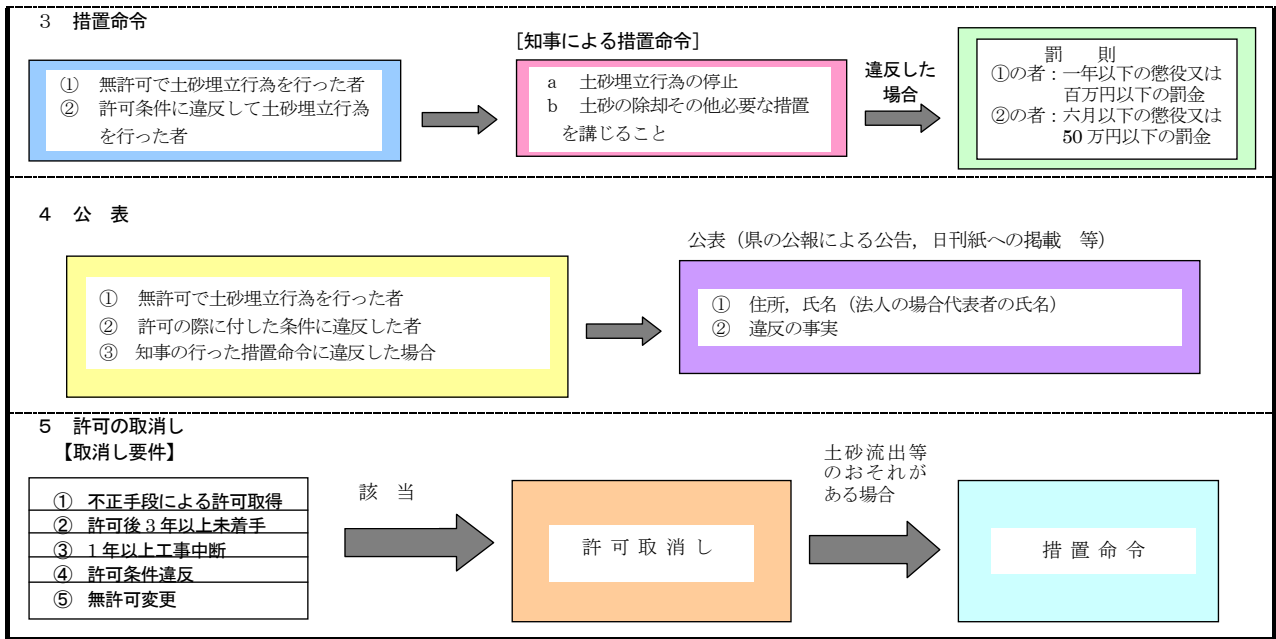 3 措置命令
[知事による措置命令]
① 無許可で土砂埋立行為を行った者
② 許可条件に違反して土砂埋立行為
を行った者
a 土砂埋立行為の停止
b 土砂の除却その他必要な措置
を講じること
違反した
場合
罰 則
①の者：一年以下の懲役又は
百万円以下の罰金
②の者：六月以下の懲役又は
50 万円以下の罰金
4 公 表
公表（県の公報による公告，日刊紙への掲載 等）
① 無許可で土砂埋立行為を行った者
② 許可の際に付した条件に違反した者
③ 知事の行った措置命令に違反した場合
① 住所，氏名（法人の場合代表者の氏名）
② 違反の事実
5 許可の取消し
【取消し要件】
① 不正手段による許可取得
② 許可後３年以上未着手
③ １年以上工事中断
④ 許可条件違反
⑤ 無許可変更
該 当
許 可 取 消 し
土砂流出等
のおそれが
ある場合
措 置 命 令